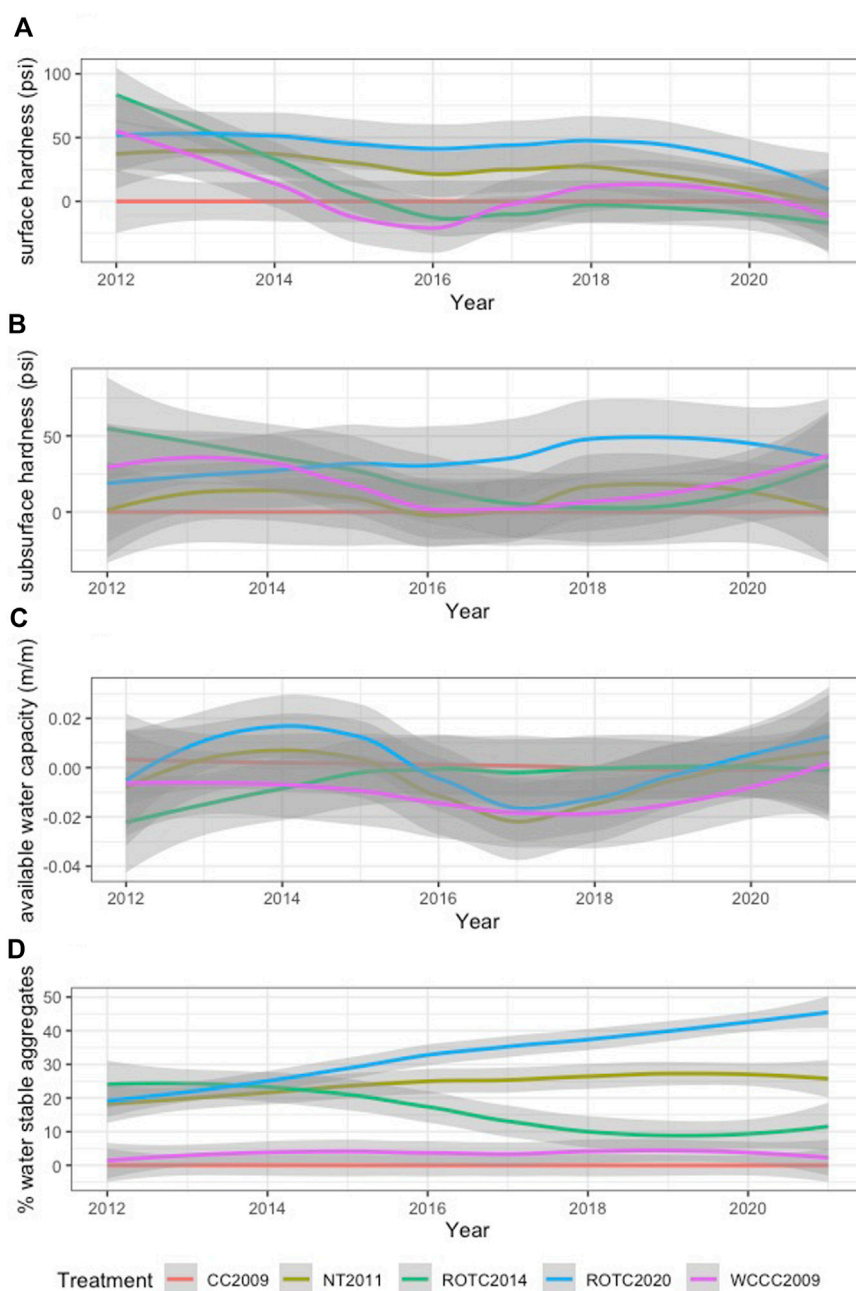 A
surface hardness (psi)
100
50
0
2012 2014 2016 2018 2020
Year
B
subsurface hardness (psi)
50
0
2012 2014 2016 2018 2020
Year
C
available water capacity (m/m)
0.02
0.00
-0.02
-0.04
2012 2014 2016 2018 2020
Year
D
% water stable aggregates
50
40
30
20
10
0
2012 2014 2016 2018 2020
Year
Treatment CC2009 NT2011 ROTC2014 ROTC2020 WCCC2009